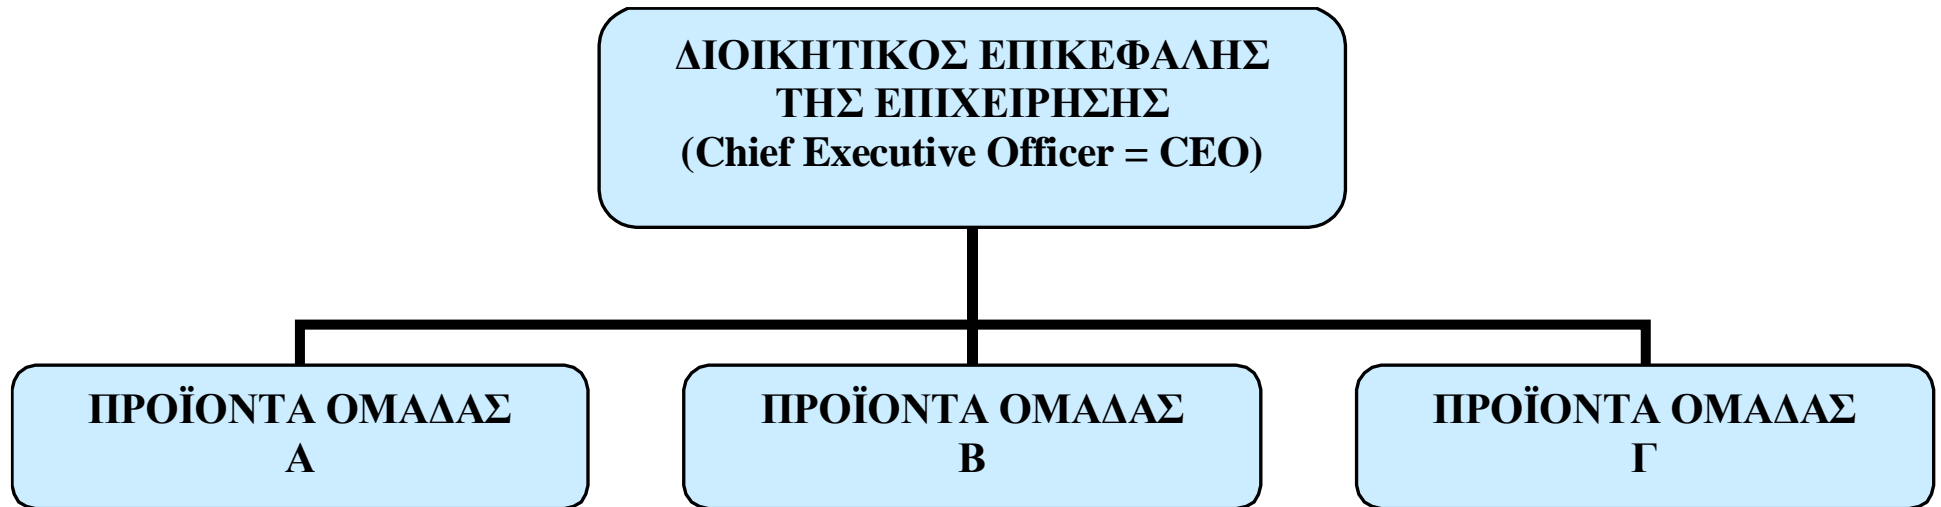 ΔΙΟΙΚΗΤΙΚΟΣ ΕΠΙΚΕΦΑΛΗΣ
ΤΗΣ ΕΠΙΧΕΙΡΗΣΗΣ
(Chief Executive Officer = CEO)
ΠΡΟΪΟΝΤΑ ΟΜΑΔΑΣ
Α
ΠΡΟΪΟΝΤΑ ΟΜΑΔΑΣ
Β
ΠΡΟΪΟΝΤΑ ΟΜΑΔΑΣ
Γ